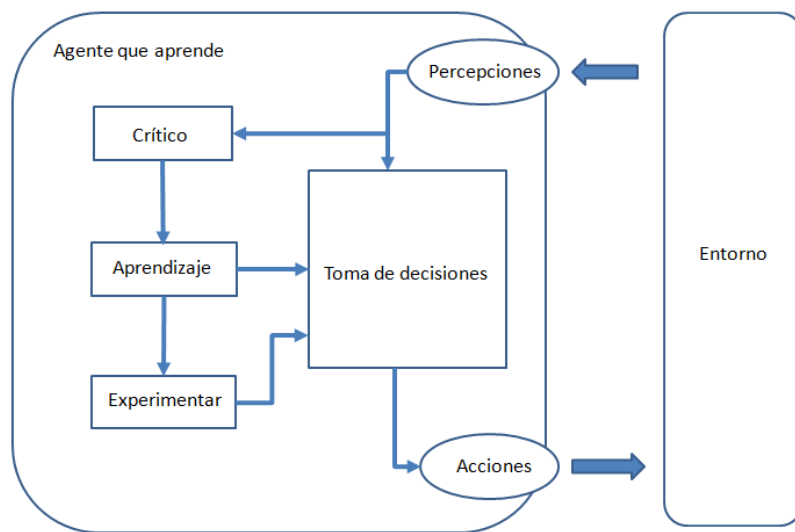 Agente que aprende
Percepciones
Crítico
Aprendizaje
Toma de decisiones
Entorno
Experimentar
Acciones